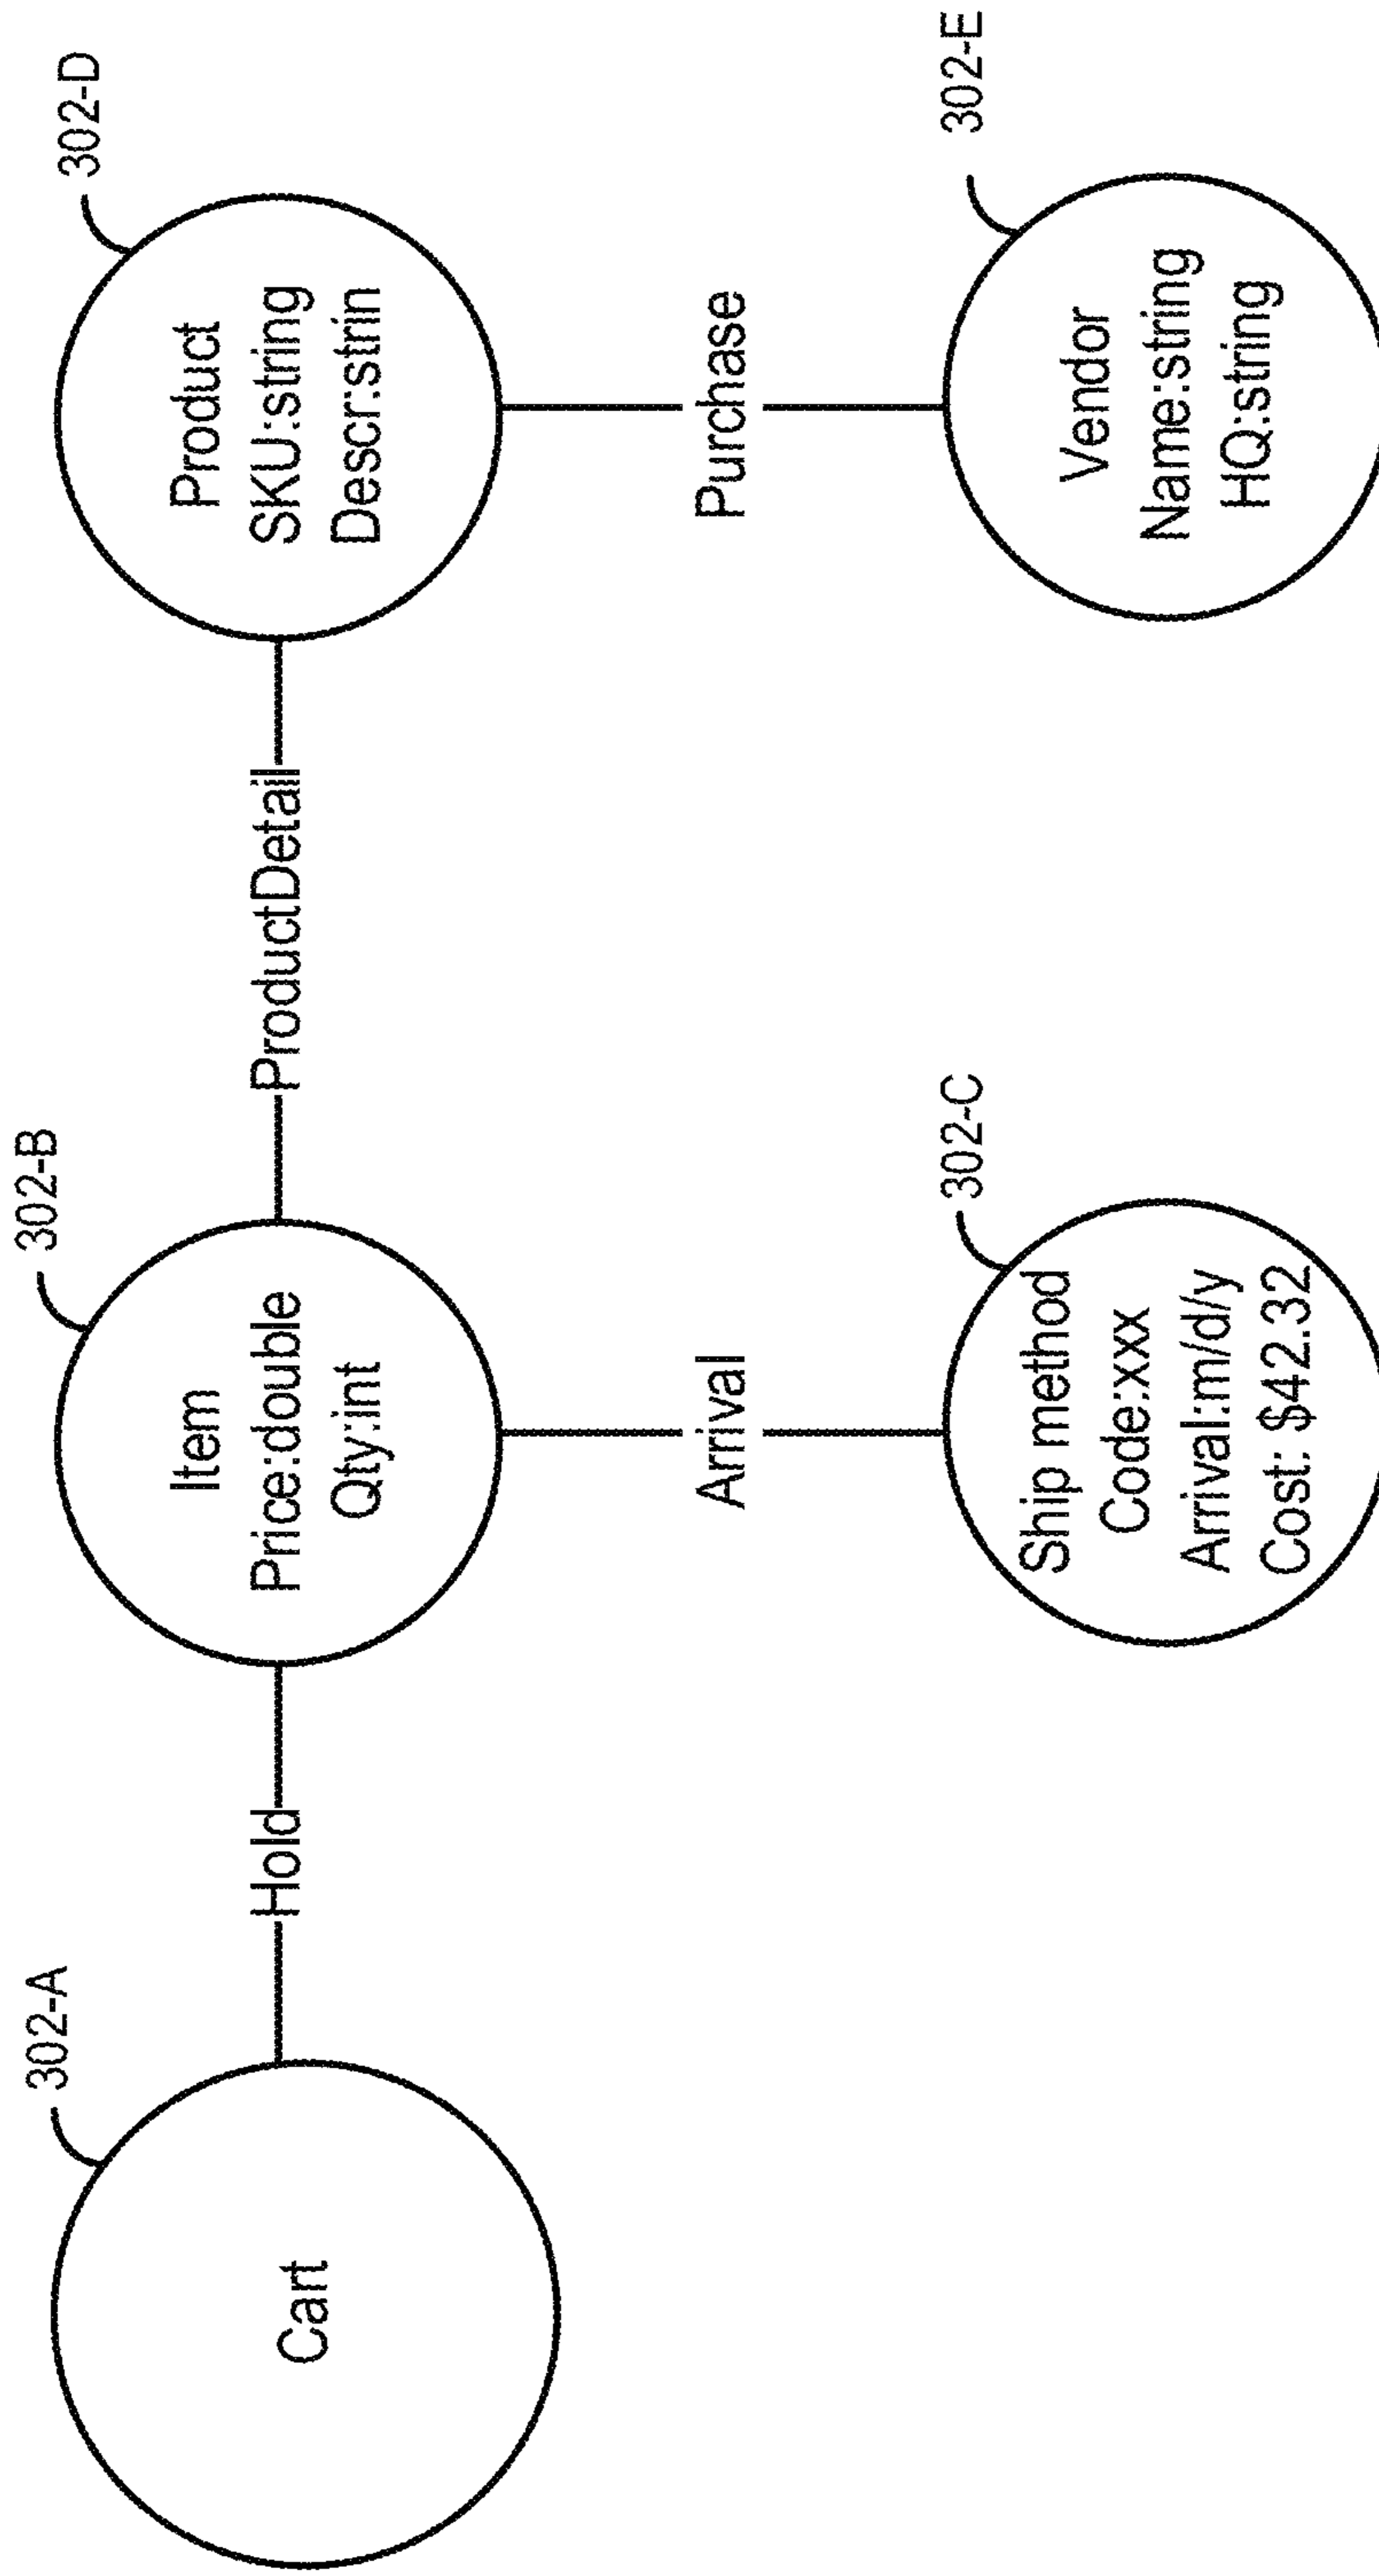 302-A
Cart
Hold
302-B
Item
Price:double
Qty:int
ProductDetail
302-D
Product
SKU:string
Descr:strin
Arrival
Purchase
302-C
Ship method
Code:xxx
Arrival:m/d/y
Cost: $42.32
302-E
Vendor
Name:string
HQ:string